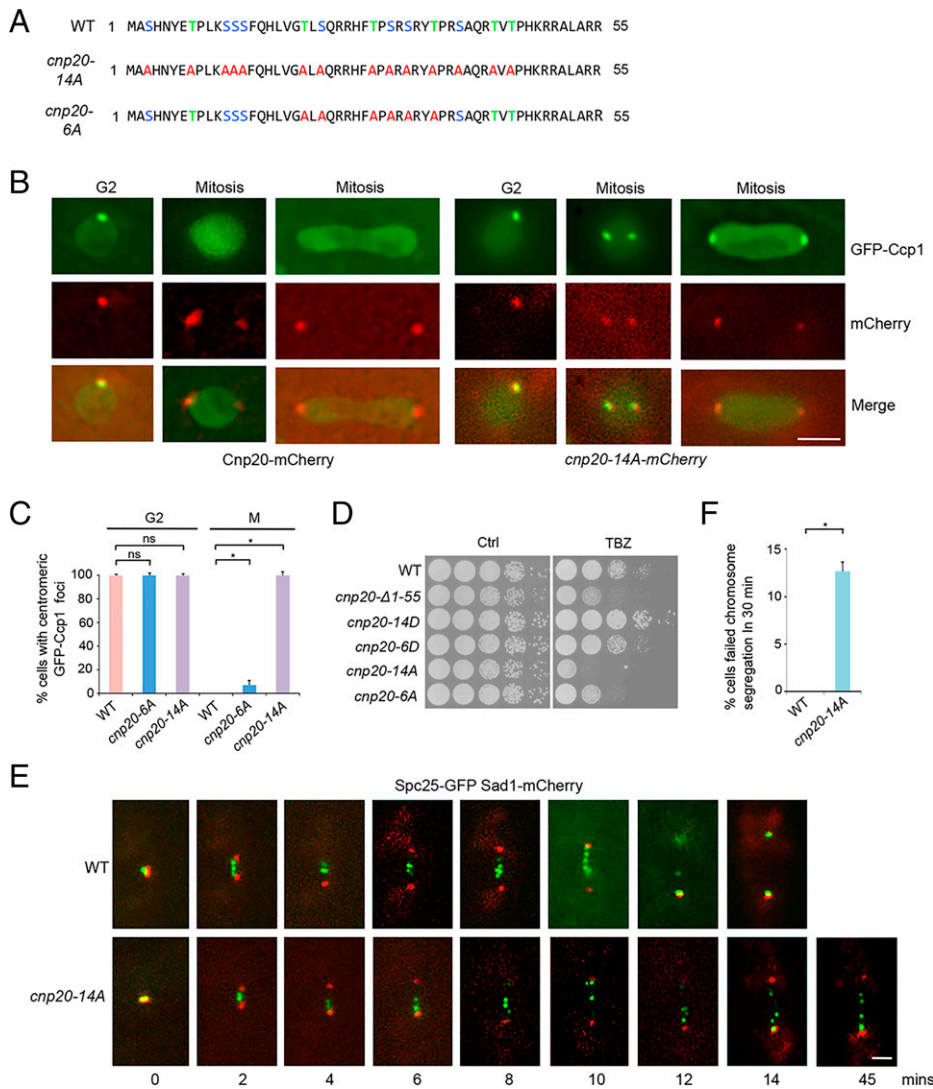 A
WT 1 MASHNYETPLKSSSFQHLVGTLSQRRHFTPSRSRYTPRSAQRTVTPHKRRALARR 55
cnp20-
14A
1 MAAHNYEAPLKAAAFQHLVGALAQRRHFAPARARYAPRAAQRAVAPHKRRALARR 55
cnp20-
6A
1 MASHNYETPLKSSSFQHLVGALAQRRHFAPARARYAPRSAQRTVTPHKRRALARR 55
B
G2 Mitosis Mitosis G2 Mitosis Mitosis
GFP-Ccp1
mCherry
Merge
Cnp20-mCherry cnp20-14A-mCherry
C
G2 M
ns *
ns *
% cells with centromeric
GFP-Ccp1 foci
100
80
60
40
20
0
WT cnp20-6A cnp20-14A WT cnp20-6A cnp20-14A
D
Ctrl TBZ
WT
cnp20-Δ1-55
cnp20-14D
cnp20-6D
cnp20-14A
cnp20-6A
F
*
% cells failed chromosome
segregation In 30 min
15
10
5
0
WT cnp20-14A
E
Spc25-GFP Sad1-mCherry
WT
cnp20-14A
0 2 4 6 8 10 12 14 45 mins